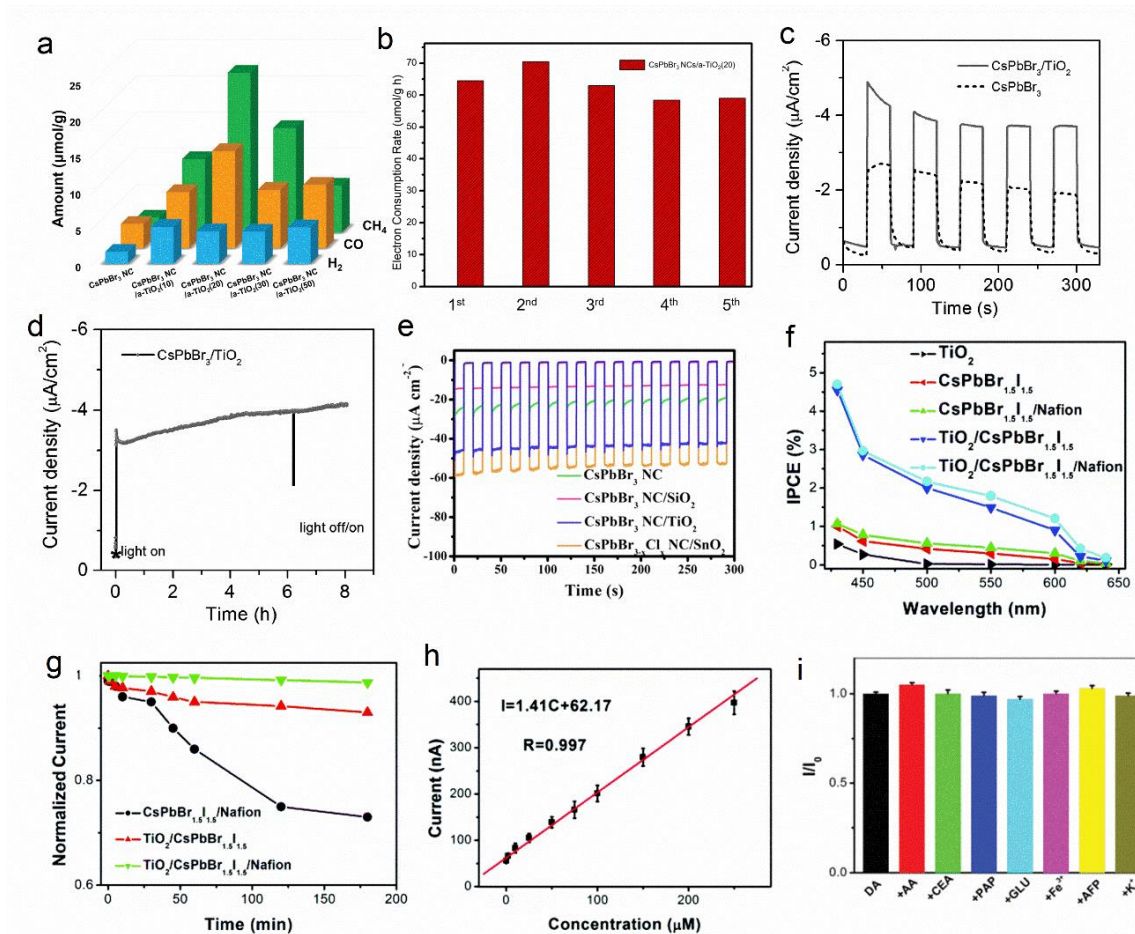 a
Amount (μmol/g)
25
20
15
10
5
0
CH₄
CO
H₂
CsPbBr₃ NC
CsPbBr₃ NC
/a-TiO₂(10)
CsPbBr₃ NC
/a-TiO₂(20)
CsPbBr₃ NC
/a-TiO₂(30)
CsPbBr₃ NC
/a-TiO₂(50)
b
Electron Consumption Rate (umol/g h)
70
60
50
40
30
20
10
0
CsPbBr₃ NCs/a-TiO₂(20)
1st 2nd 3rd 4th 5th
c
Current density (μA/cm²)
-6
-4
-2
0
CsPbBr₃/TiO₂
CsPbBr₃
0 100 200 300
Time (s)
d
Current density (μA/cm²)
-6
-4
-2
0
CsPbBr₃/TiO₂
light on
light off/on
0 2 4 6 8
Time (h)
e
Current density (μA cm⁻²)
0
-20
-40
-60
-80
-100
CsPbBr₃ NC
CsPbBr₃ NC/SiO₂
CsPbBr₃ NC/TiO₂
CsPbBr₃₋ₓClₓ NC/SnO₂
0 50 100 150 200 250 300
Time (s)
f
IPCE (%)
5
4
3
2
1
0
TiO₂
CsPbBr₁.₅I₁.₅
CsPbBr₁.₅I₁.₅/Nafion
TiO₂/CsPbBr₁.₅I₁.₅
TiO₂/CsPbBr₁.₅I₁.₅/Nafion
450 500 550 600 650
Wavelength (nm)
g
Normalized Current
1
0.8
0.6
CsPbBr₁.₅I₁.₅/Nafion
TiO₂/CsPbBr₁.₅I₁.₅
TiO₂/CsPbBr₁.₅I₁.₅/Nafion
0 50 100 150 200
Time (min)
h
Current (nA)
400
300
200
100
0
I=1.41C+62.17
R=0.997
0 100 200
Concentration (μM)
i
I/I₀
1.0
0.5
0.0
DA
+AA
+CEA
+PAP
+GLU
+Fe³⁺
+AFP
+K⁺